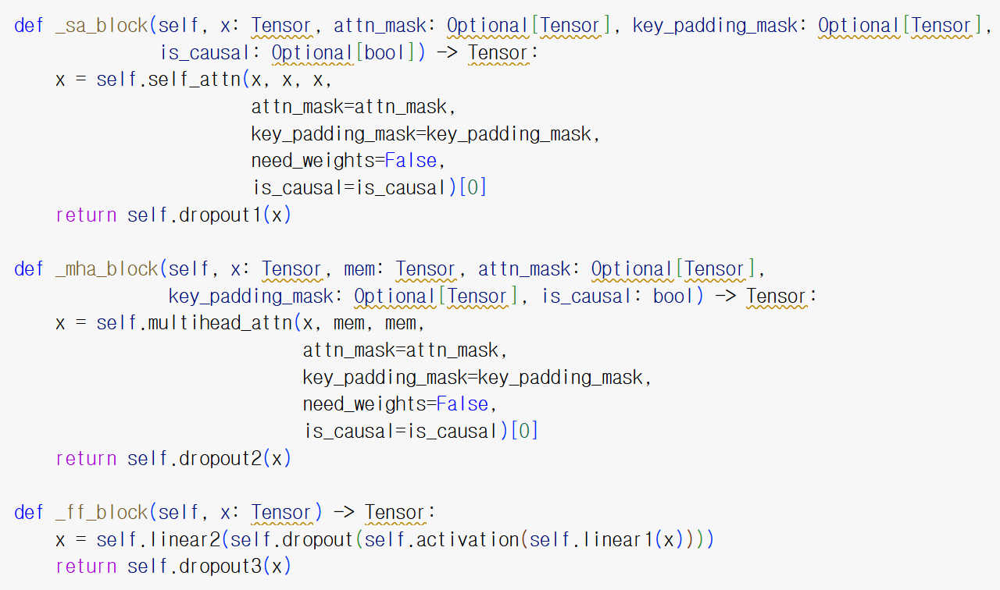 def _sa_block(self, x: Tensor, attn_mask: Optional[Tensor], key_padding_mask: Optional[Tensor],
              is_causal: Optional[bool]) -> Tensor:
    x = self.self_attn(x, x, x,
                       attn_mask=attn_mask,
                       key_padding_mask=key_padding_mask,
                       need_weights=False,
                       is_causal=is_causal)[0]
    return self.dropout1(x)

def _mha_block(self, x: Tensor, mem: Tensor, attn_mask: Optional[Tensor],
               key_padding_mask: Optional[Tensor], is_causal: bool) -> Tensor:
    x = self.multihead_attn(x, mem, mem,
                            attn_mask=attn_mask,
                            key_padding_mask=key_padding_mask,
                            need_weights=False,
                            is_causal=is_causal)[0]
    return self.dropout2(x)

def _ff_block(self, x: Tensor) -> Tensor:
    x = self.linear2(self.dropout(self.activation(self.linear1(x))))
    return self.dropout3(x)